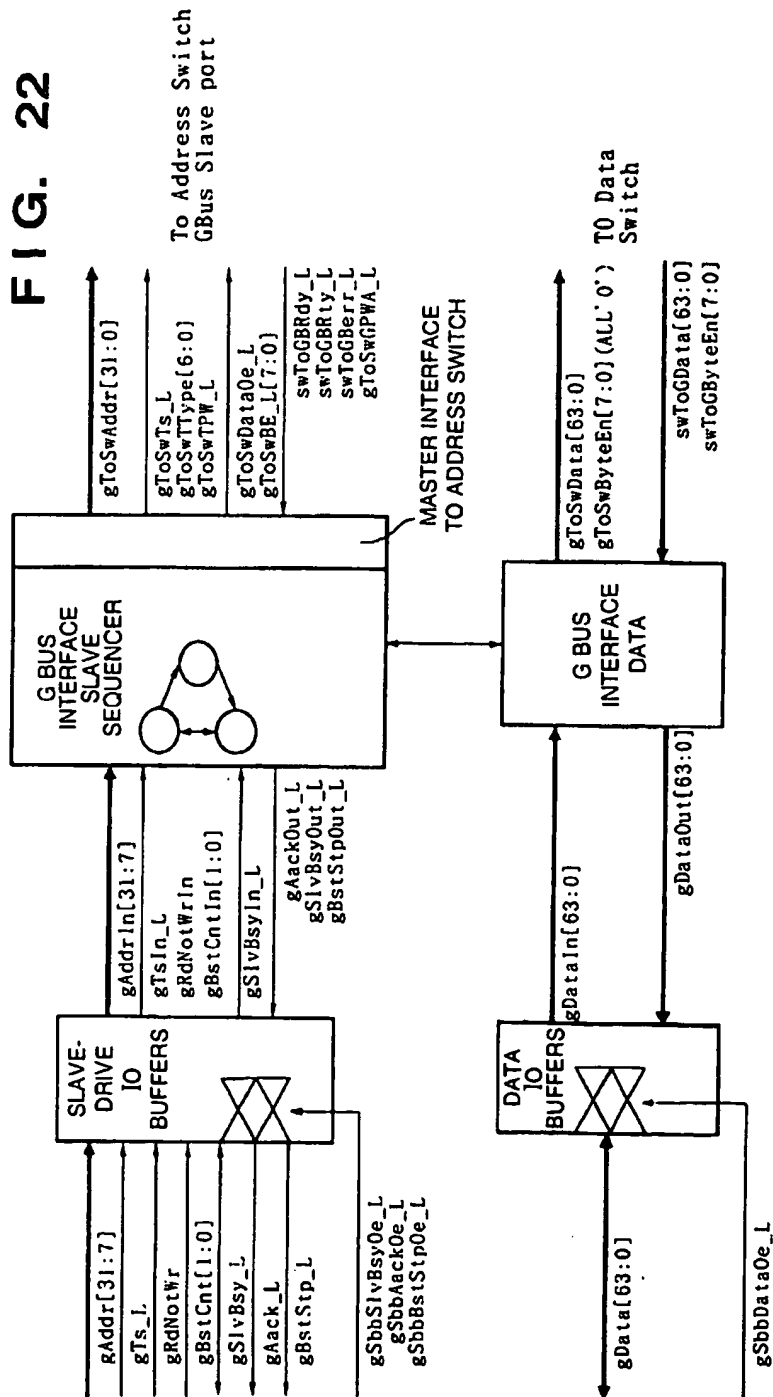 FIG. 22
gAddr[31:7]
gTs_L
gRdNotWr
gBstCnt[1:0]
gSlvBsy_L
gAack_L
gBstStp_L
gSbbSlvBsyOe_L
gSbbAackOe_L
gSbbBstStpOe_L
SLAVE-
DRIVE
IO
BUFFERS
gAddrIn[31:7]
gTsIn_L
gRdNotWrIn
gBstCntIn[1:0]
gSlvBsyIn_L
gAackOut_L
gSlvBsyOut_L
gBstStpOut_L
G BUS
INTERFACE
SLAVE
SEQUENCER
MASTER INTERFACE
TO ADDRESS SWITCH
gToSwAddr[31:0]
gToSwTs_L
gToSwTType[6:0]
gToSwTPW_L
gToSwDataOe_L
gToSwBE_L[7:0]
swToGBRdy_L
swToGBRty_L
swToGBerr_L
gToSwGPWA_L
To Address Switch
GBus Slave port
gData[63:0]
gSbbDataOe_L
DATA
IO
BUFFERS
gDataIn[63:0]
gDataOut[63:0]
G BUS
INTERFACE
DATA
gToSwData[63:0]
gToSwByteEn[7:0](ALL'0')
TO Data
Switch
swToGData[63:0]
swToGByteEn[7:0]